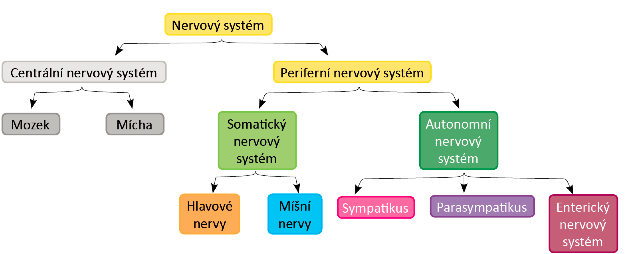 Nervový systém
Centrální nervový systém
Periferní nervový systém
Mozek
Mícha
Somatický
nervový
systém
Autonomní
nervový
systém
Hlavové
nervy
Míšní
nervy
Sympatikus
Parasympatikus
Enterický
nervový
systém